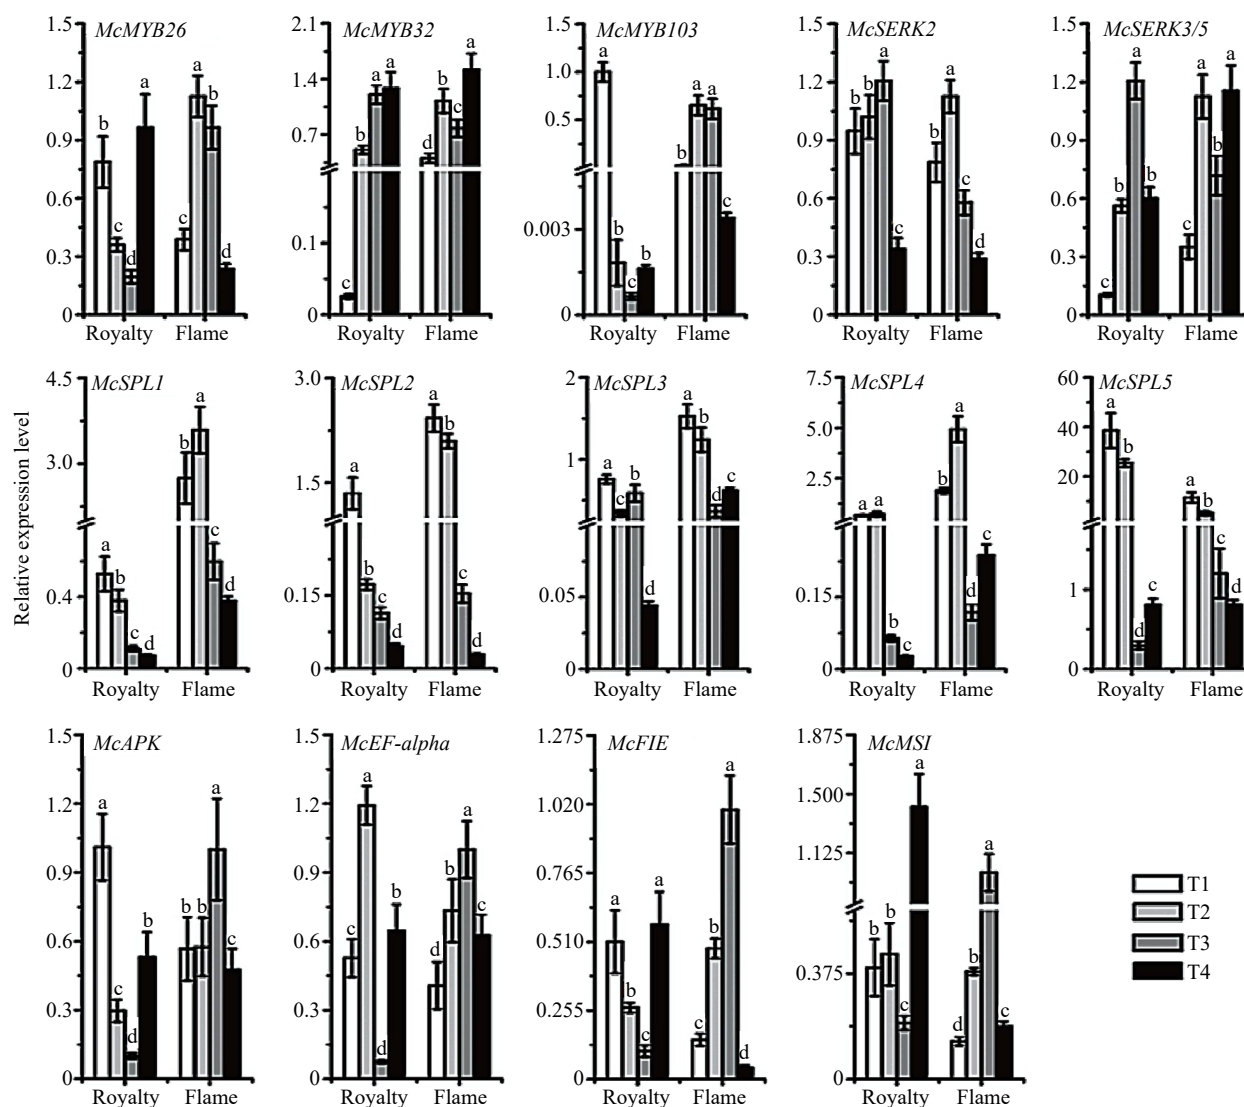 Relative expression level
McMYB26
1.5
1.2
0.9
0.6
0.3
0
b
c
d
a
c
a
b
d
Royalty
Flame
McMYB32
2.1
1.4
0.7
0.1
0
c
b
a
a
d
b
c
a
Royalty
Flame
McMYB103
1.5
1.0
0.5
0.003
0
a
b
c
b
b
a
a
c
Royalty
Flame
McSERK2
1.5
1.2
0.9
0.6
0.3
0
b
b
a
c
b
a
c
d
Royalty
Flame
McSERK3/5
1.5
1.2
0.9
0.6
0.3
0
c
b
a
b
c
a
b
a
Royalty
Flame
McSPL1
4.5
3.0
0.4
0
a
b
c
d
b
a
c
d
Royalty
Flame
McSPL2
3.0
1.5
0.15
0
a
b
c
d
a
b
c
d
Royalty
Flame
McSPL3
2
1
0.05
0
a
c
b
d
a
b
d
c
Royalty
Flame
McSPL4
7.5
5.0
2.5
0.15
0
a
a
b
c
b
a
d
c
Royalty
Flame
McSPL5
60
40
20
1
0
a
b
d
c
a
b
c
d
Royalty
Flame
McAPK
1.5
1.2
0.9
0.6
0.3
0
a
c
d
b
b
b
a
c
Royalty
Flame
McEF-alpha
1.5
1.2
0.9
0.6
0.3
0
c
a
d
b
d
b
a
c
Royalty
Flame
McFIE
1.275
1.020
0.765
0.510
0.255
0
a
b
c
a
c
b
a
d
Royalty
Flame
McMSI
1.875
1.500
1.125
0.375
0
b
b
c
a
d
b
a
c
Royalty
Flame
T1
T2
T3
T4